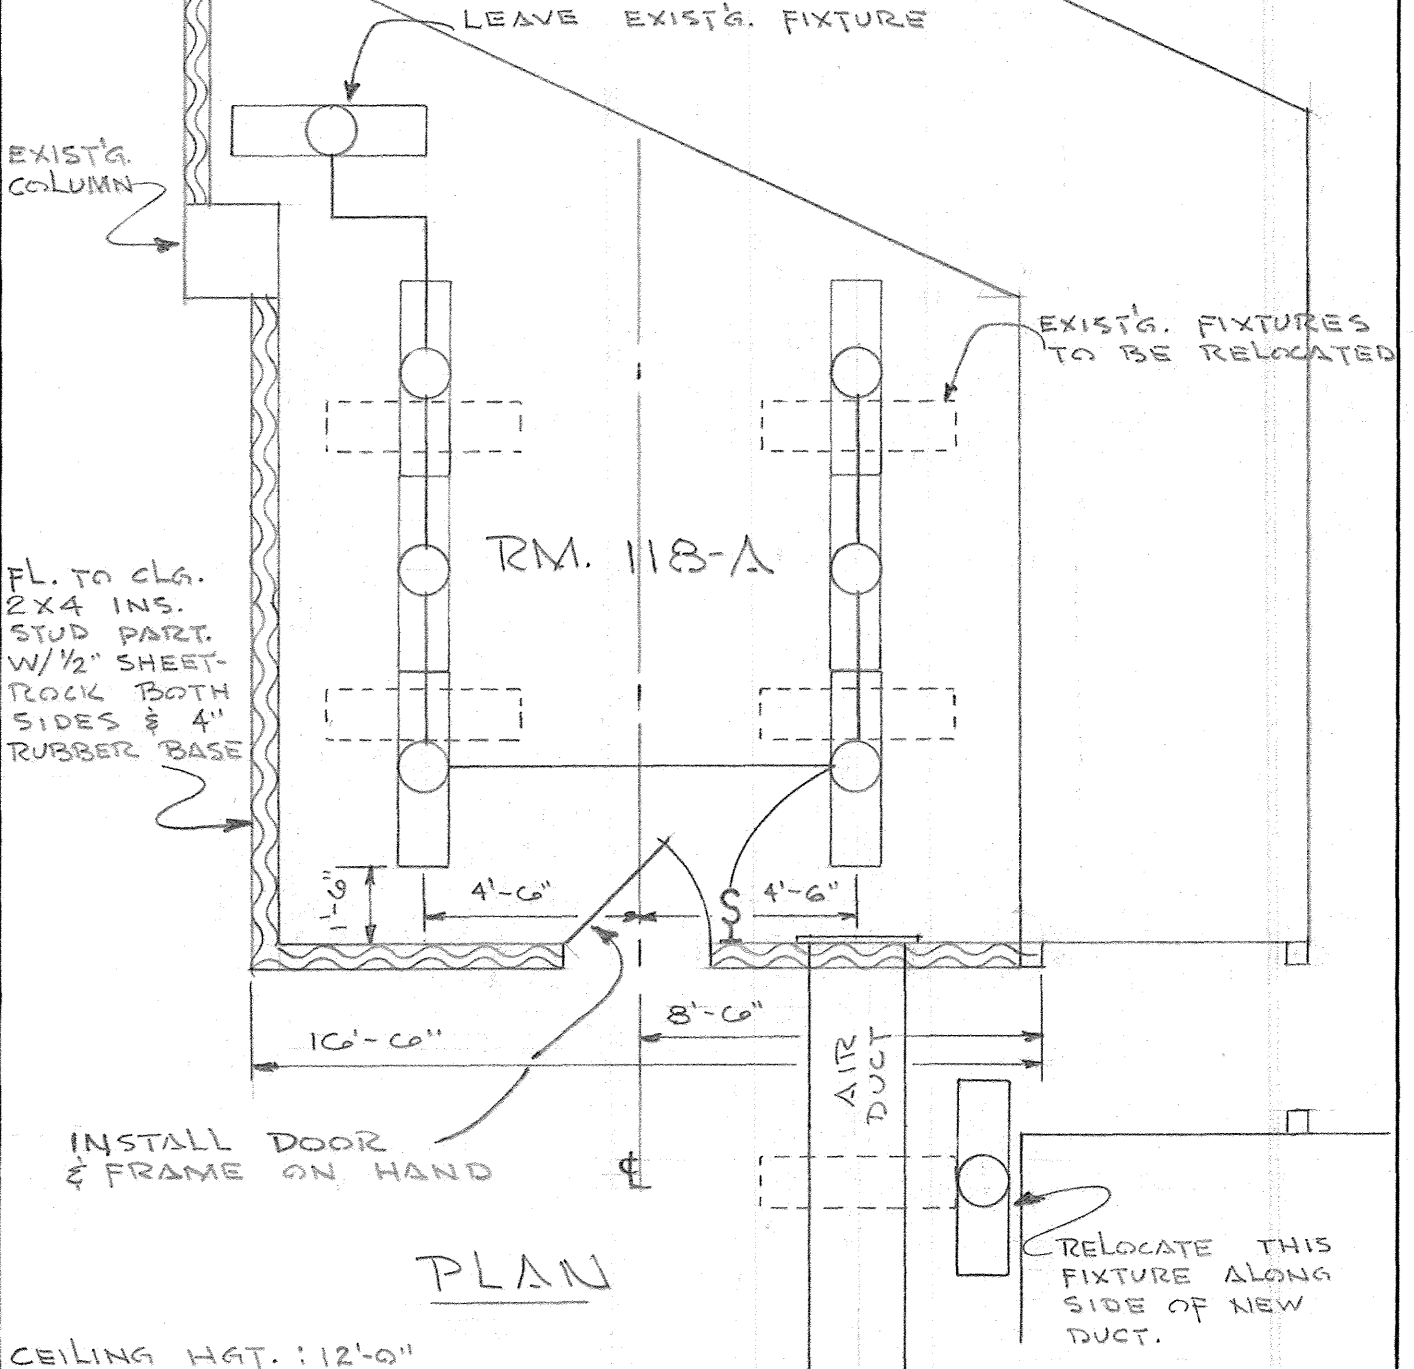 LEAVE EXIST'G. FIXTURE
EXIST'G.
COLUMN
EXIST'G. FIXTURES
TO BE RELOCATED
RM. 118-A
FL. TO CLG.
2X4 INS.
STUD PART.
W/ 1/2" SHEET-
ROCK BOTH
SIDES & 4"
RUBBER BASE
1'-6"
4'-6"
S
4'-6"
8'-6"
16'-6"
AIR
DUCT
INSTALL DOOR
& FRAME ON HAND
℄
RELOCATE THIS
FIXTURE ALONG
SIDE OF NEW
DUCT.
PLAN
CEILING HGT. : 12'-0"